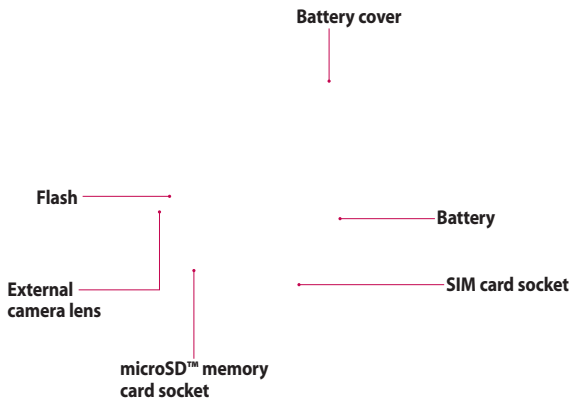 Battery cover
Flash
Battery
External
camera lens
SIM card socket
microSD™ memory
card socket